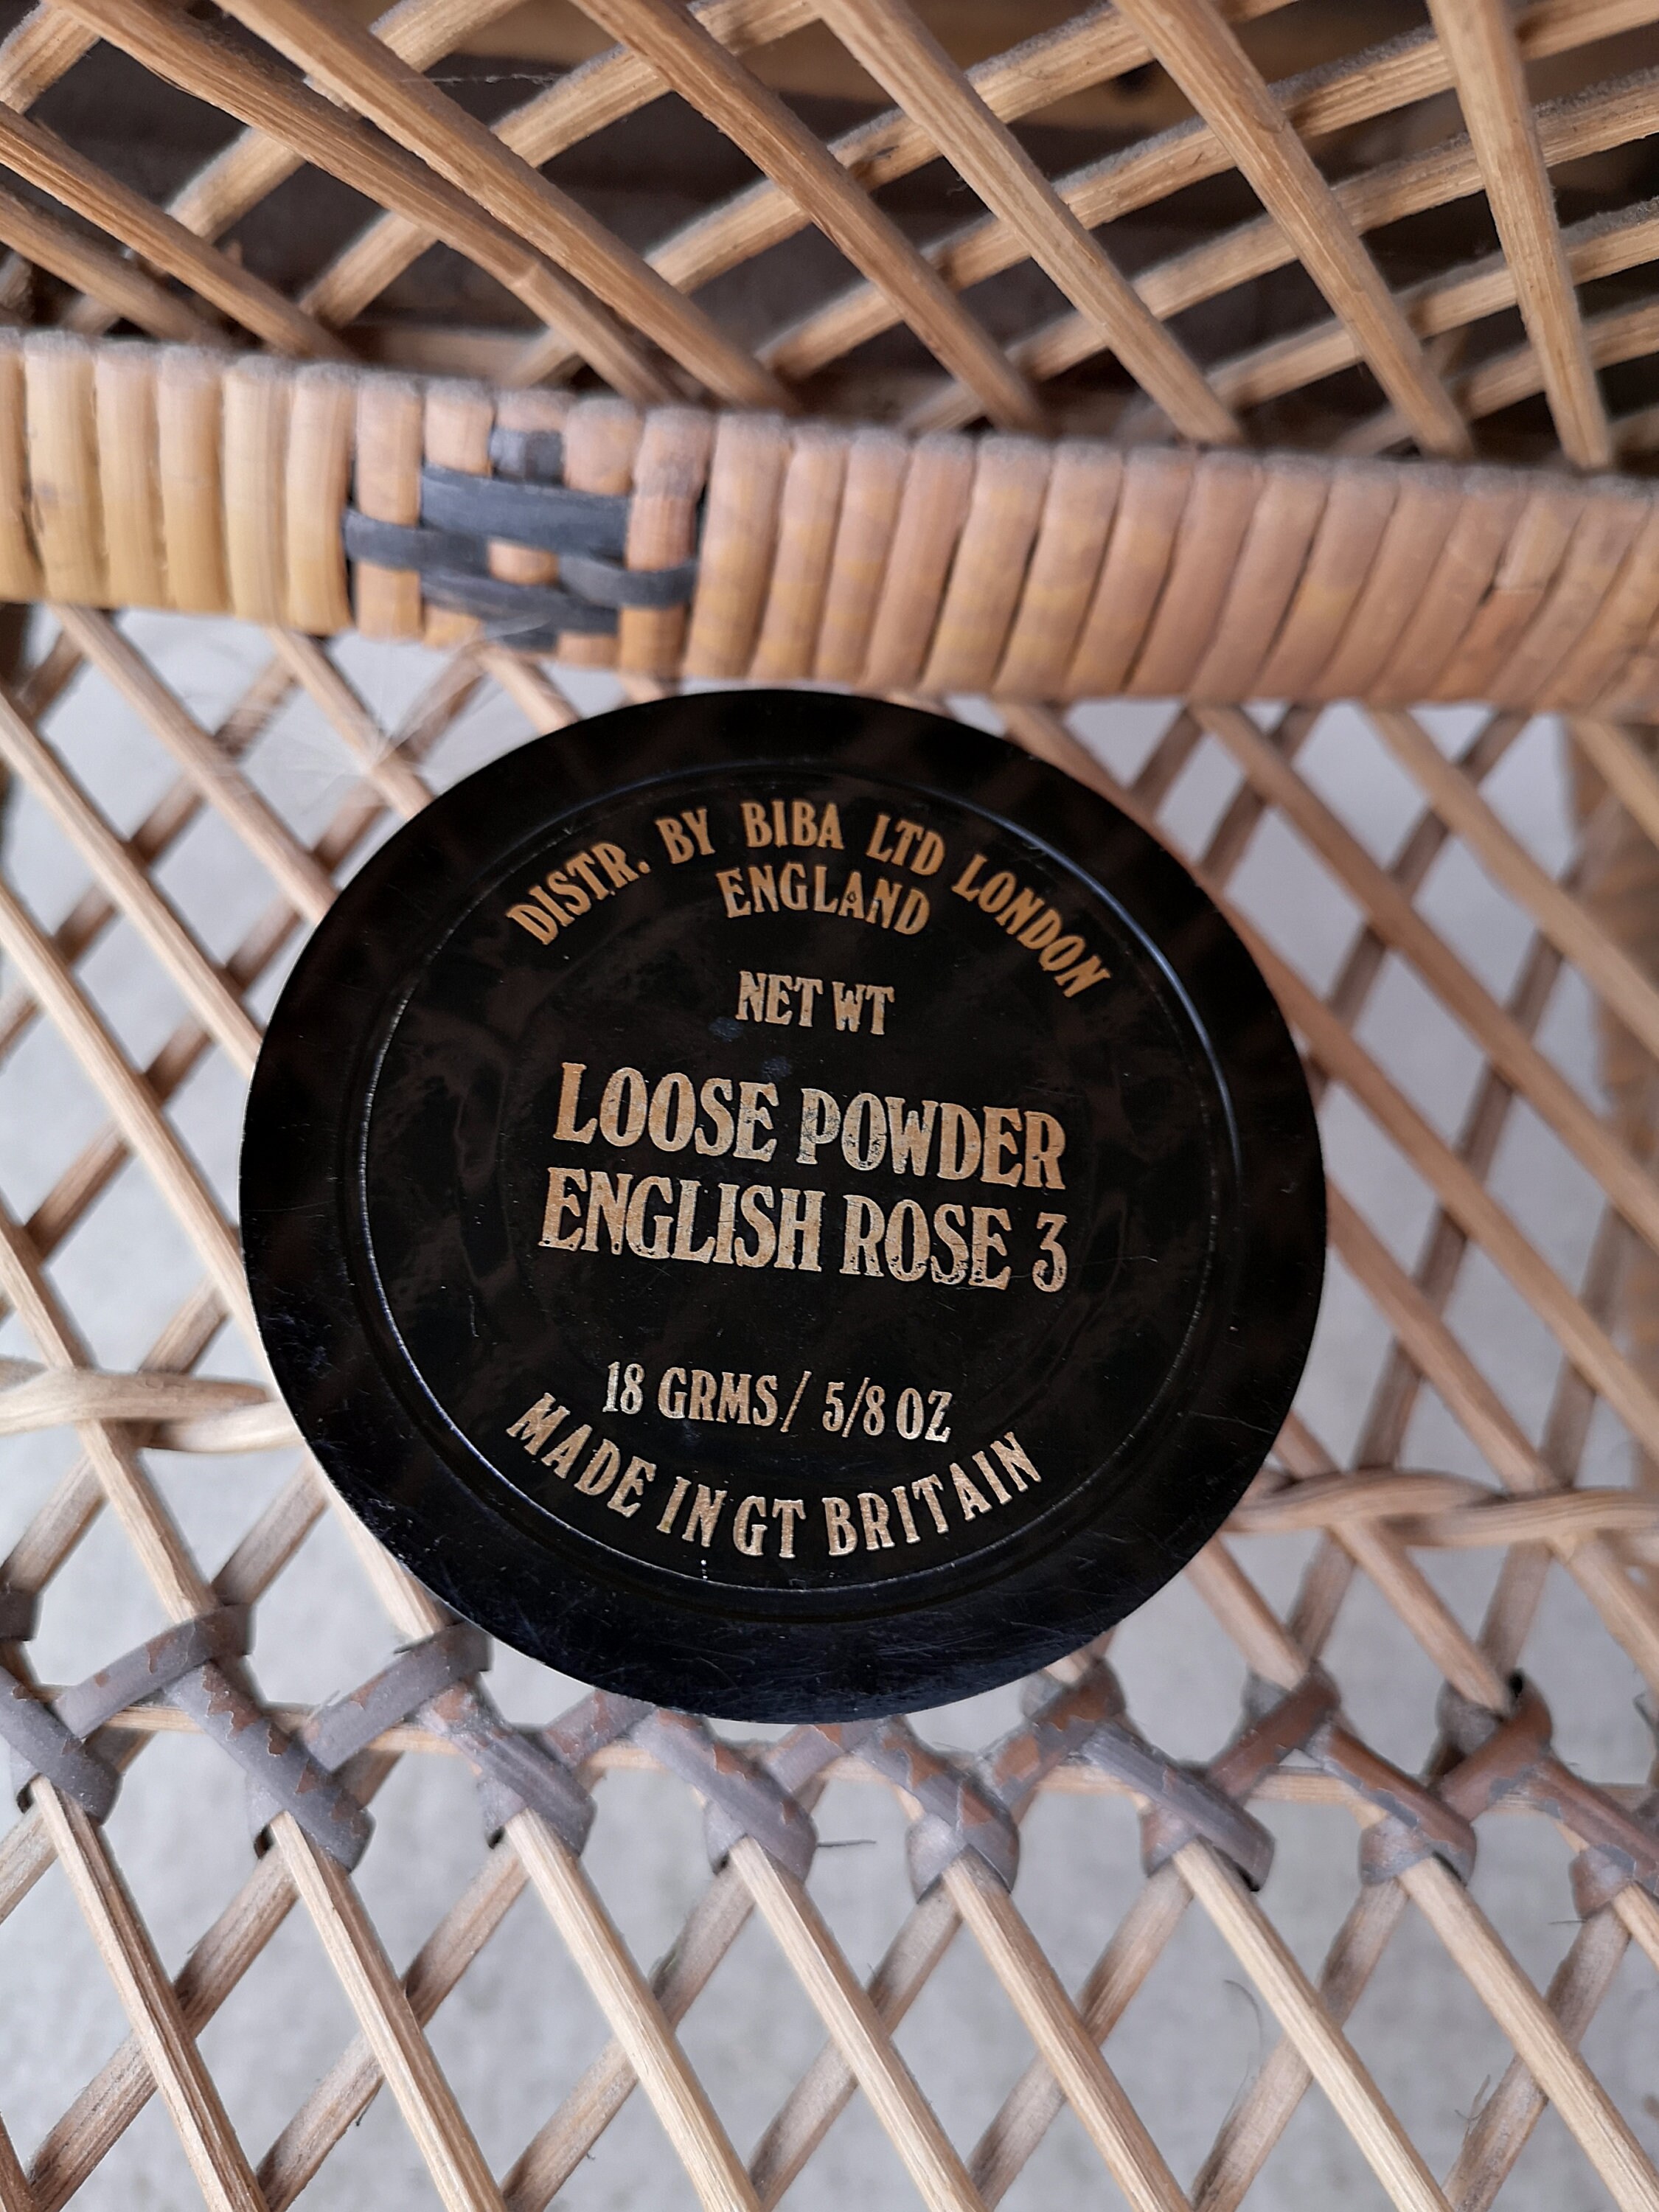 DISTR. BY BIBA LTD LONDON
ENGLAND
NET WT
LOOSE POWDER
ENGLISH ROSE 3
18 GRMS/ 5/8 OZ
MADE IN GT BRITAIN